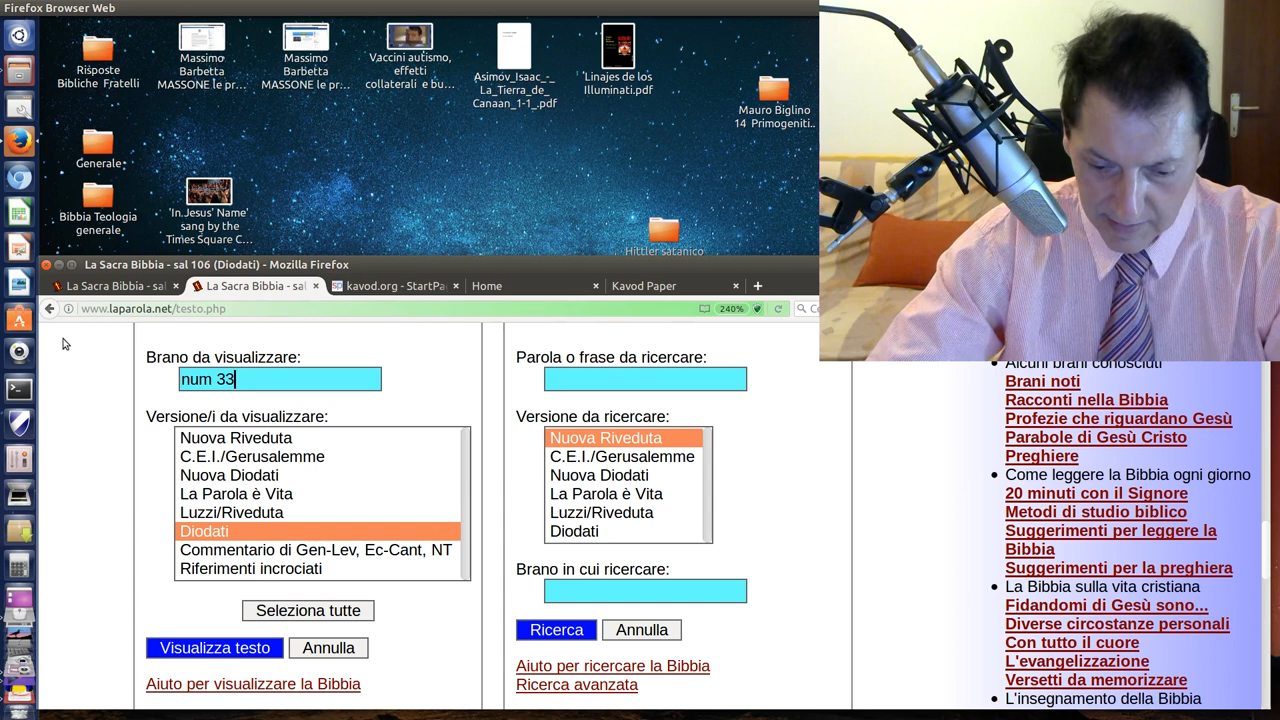 Firefox Browser Web
Risposte
Bibliche Fratelli
Massimo
Barbetta
MASSONE le pr...
Massimo
Barbetta
MASSONE le pr...
Vaccini autismo,
effetti
collaterali e bu...
Asimov_Isaac_-_
La_Tierra_de_
Canaan_1-1_.pdf
Linajes de los
Illuminati.pdf
Mauro Biglino
14 Primogeniti..
Generale
Bibbia Teologia
generale
'In Jesus' Name'
sang by the
Times Square C...
Hittler satanico
La Sacra Bibbia - sal 106 (Diodati) - Mozilla Firefox
La Sacra Bibbia - sal
La Sacra Bibbia - sal
kavod.org - StartPa
Home
Kavod Paper
www.laparola.net/testo.php
240%
Co
Brano da visualizzare:
num 33
Versione/i da visualizzare:
Nuova Riveduta
C.E.I./Gerusalemme
Nuova Diodati
La Parola è Vita
Luzzi/Riveduta
Diodati
Commentario di Gen-Lev, Ec-Cant, NT
Riferimenti incrociati
Seleziona tutte
Visualizza testo
Annulla
Aiuto per visualizzare la Bibbia
Parola o frase da ricercare:
Versione da ricercare:
Nuova Riveduta
C.E.I./Gerusalemme
Nuova Diodati
La Parola è Vita
Luzzi/Riveduta
Diodati
Brano in cui ricercare:
Ricerca
Annulla
Aiuto per ricercare la Bibbia
Ricerca avanzata
Alcuni brani conosciuti
Brani noti
Racconti nella Bibbia
Profezie che riguardano Gesù
Parabole di Gesù Cristo
Preghiere
Come leggere la Bibbia ogni giorno
20 minuti con il Signore
Metodi di studio biblico
Suggerimenti per leggere la
Bibbia
Suggerimenti per la preghiera
La Bibbia sulla vita cristiana
Fidandomi di Gesù sono...
Diverse circostanze personali
Con tutto il cuore
L'evangelizzazione
Versetti da memorizzare
L'insegnamento della Bibbia